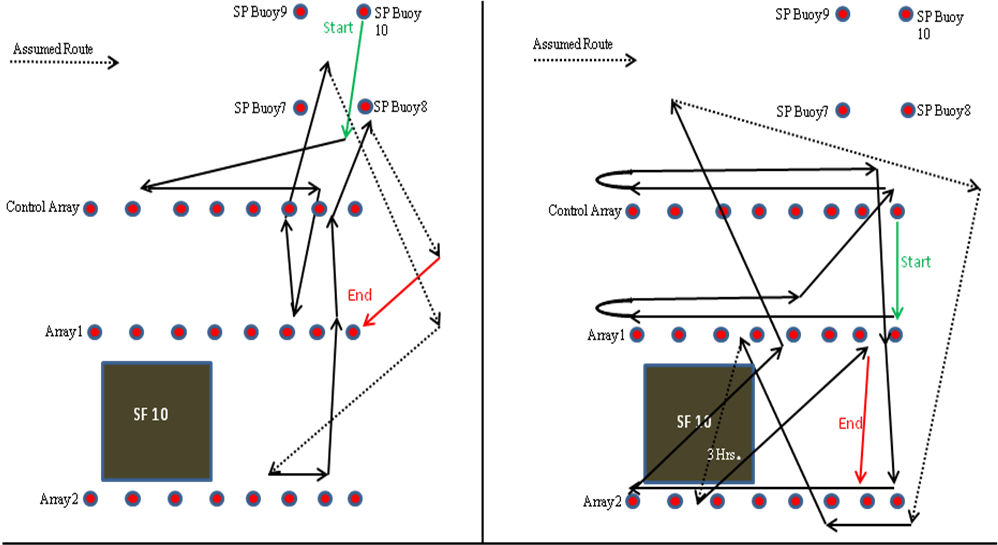 SP Buoy9
SP Buoy
10
Start
Assumed Route
SP Buoy7
SP Buoy8
Control Array
End
Array1
SF 10
Array2
SP Buoy9
SP Buoy
10
Assumed Route
SP Buoy7
SP Buoy8
Control Array
Start
Array1
SF 10
End
3 Hrs.
Array2